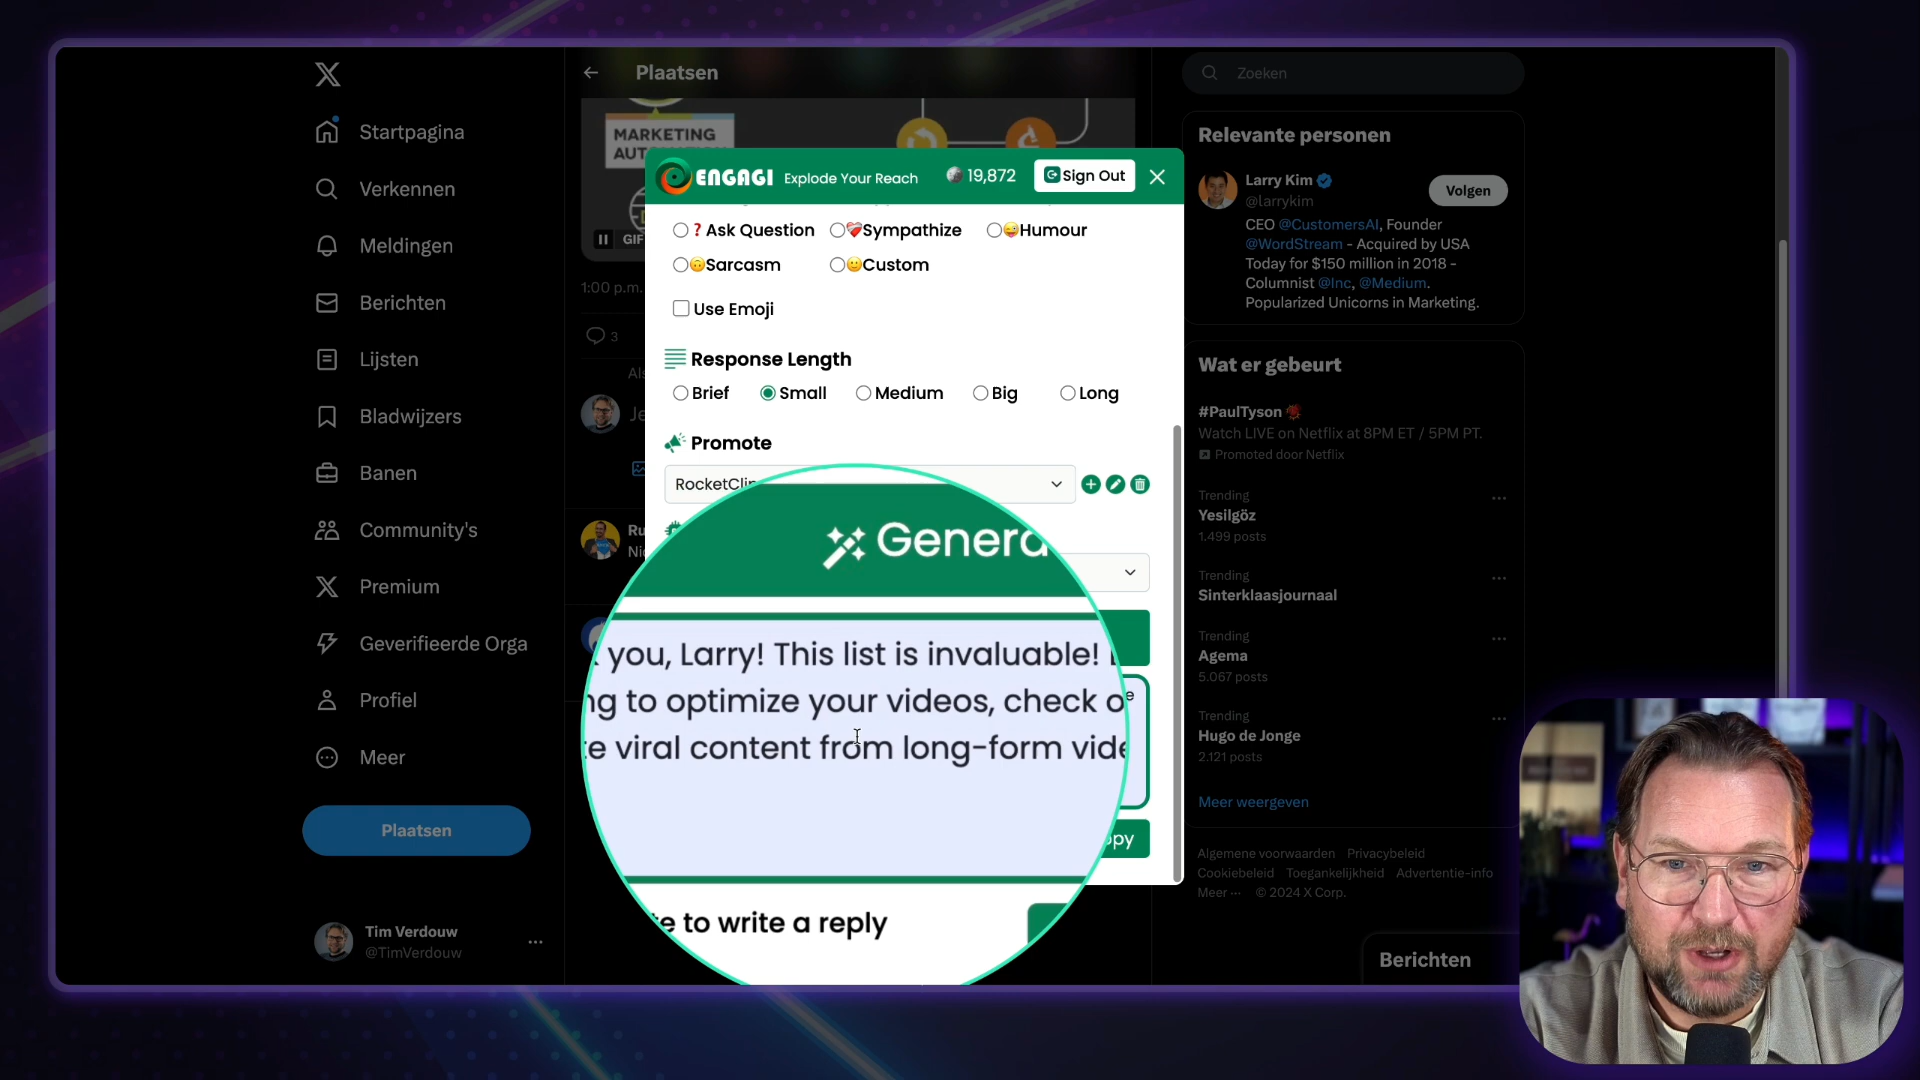 Plaatsen
Zoeken
Startpagina
Verkennen
Meldingen
Berichten
Lijsten
Bladwijzers
Banen
Community's
Premium
Geverifieerde Orga
Profiel
Meer
Plaatsen
Tim Verdouw
@TimVerdouw
MARKETING
GIF
1:00 p.m.
3
ENGAGI Explode Your Reach 19,872 Sign Out
? Ask Question Sympathize Humour
Sarcasm Custom
Use Emoji
Response Length
Brief Small Medium Big Long
Promote
you, Larry! This list is invaluable!
to optimize your videos, check
viral content from long-form
to write a reply
Relevante personen
Larry Kim
@larrykim
Volgen
CEO @CustomersAI, Founder
@WordStream - Acquired by USA
Today for $150 million in 2018 -
Columnist @Inc, @Medium.
Popularized Unicorns in Marketing.
Wat er gebeurt
#PaulTyson
Watch LIVE on Netflix at 8PM ET / 5PM PT.
Promoted door Netflix
Trending
Yesilgöz
1.499 posts
Trending
Sinterklaasjournaal
Trending
Agema
5.067 posts
Trending
Hugo de Jonge
2.121 posts
Meer weergeven
Algemene voorwaarden Privacybeleid
Cookiebeleid Toegankelijkheid Advertentie-info
Meer ··· © 2024 X Corp.
Berichten